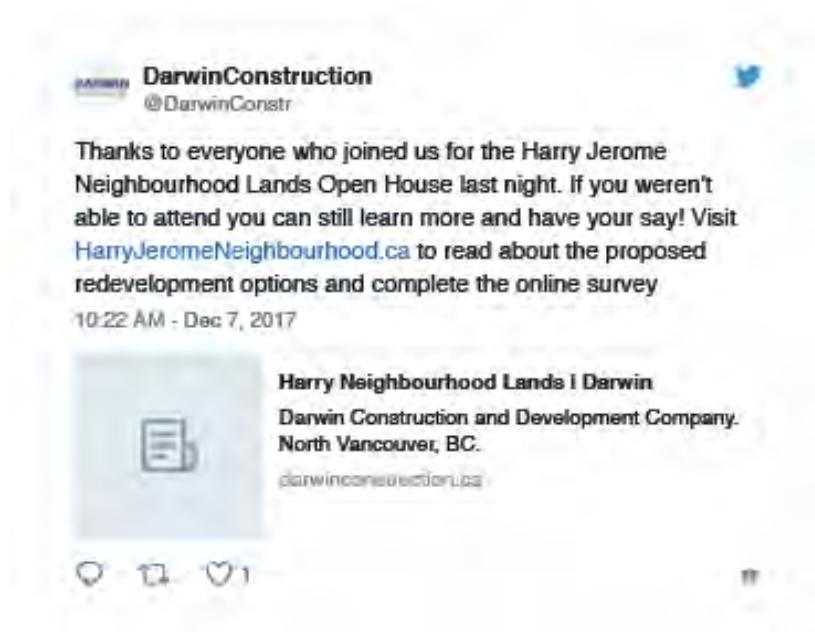 DARWIN
DarwinConstruction
@DarwinConstr
Thanks to everyone who joined us for the Harry Jerome
Neighbourhood Lands Open House last night. If you weren't
able to attend you can still learn more and have your say! Visit
HarryJeromeNeighbourhood.ca to read about the proposed
redevelopment options and complete the online survey
10:22 AM - Dec 7, 2017
Harry Neighbourhood Lands | Darwin
Darwin Construction and Development Company.
North Vancouver, BC.
darwinconstruction.ca
1